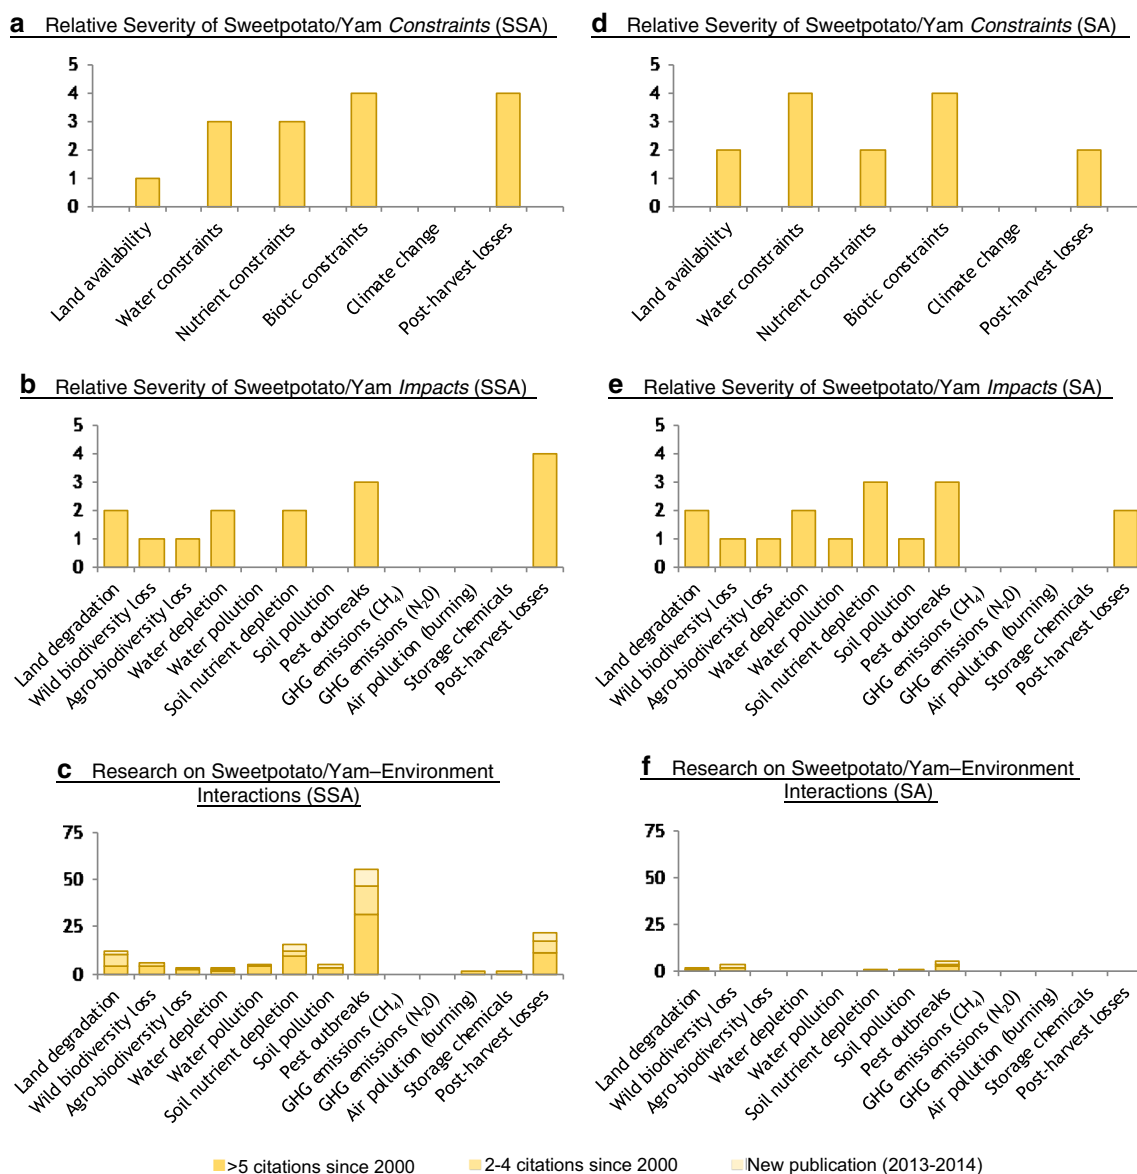 a Relative Severity of Sweetpotato/Yam Constraints (SSA)
5
4
3
2
1
0
Land availability
Water constraints
Nutrient constraints
Biotic constraints
Climate change
Post-harvest losses
d Relative Severity of Sweetpotato/Yam Constraints (SA)
5
4
3
2
1
0
Land availability
Water constraints
Nutrient constraints
Biotic constraints
Climate change
Post-harvest losses
b Relative Severity of Sweetpotato/Yam Impacts (SSA)
5
4
3
2
1
0
Land degradation
Wild biodiversity loss
Agro-biodiversity loss
Water depletion
Water pollution
Soil nutrient depletion
Soil pollution
Pest outbreaks
GHG emissions (CH₄)
GHG emissions (N₂0)
Air pollution (burning)
Storage chemicals
Post-harvest losses
e Relative Severity of Sweetpotato/Yam Impacts (SA)
5
4
3
2
1
0
Land degradation
Wild biodiversity loss
Agro-biodiversity loss
Water depletion
Water pollution
Soil nutrient depletion
Soil pollution
Pest outbreaks
GHG emissions (CH₄)
GHG emissions (N₂0)
Air pollution (burning)
Storage chemicals
Post-harvest losses
c Research on Sweetpotato/Yam–Environment
Interactions (SSA)
75
50
25
0
Land degradation
Wild biodiversity loss
Agro-biodiversity loss
Water depletion
Water pollution
Soil nutrient depletion
Soil pollution
Pest outbreaks
GHG emissions (CH₄)
GHG emissions (N₂0)
Air pollution (burning)
Storage chemicals
Post-harvest losses
f Research on Sweetpotato/Yam–Environment
Interactions (SA)
75
50
25
0
Land degradation
Wild biodiversity loss
Agro-biodiversity loss
Water depletion
Water pollution
Soil nutrient depletion
Soil pollution
Pest outbreaks
GHG emissions (CH₄)
GHG emissions (N₂0)
Air pollution (burning)
Storage chemicals
Post-harvest losses
>5 citations since 2000
2-4 citations since 2000
New publication (2013-2014)